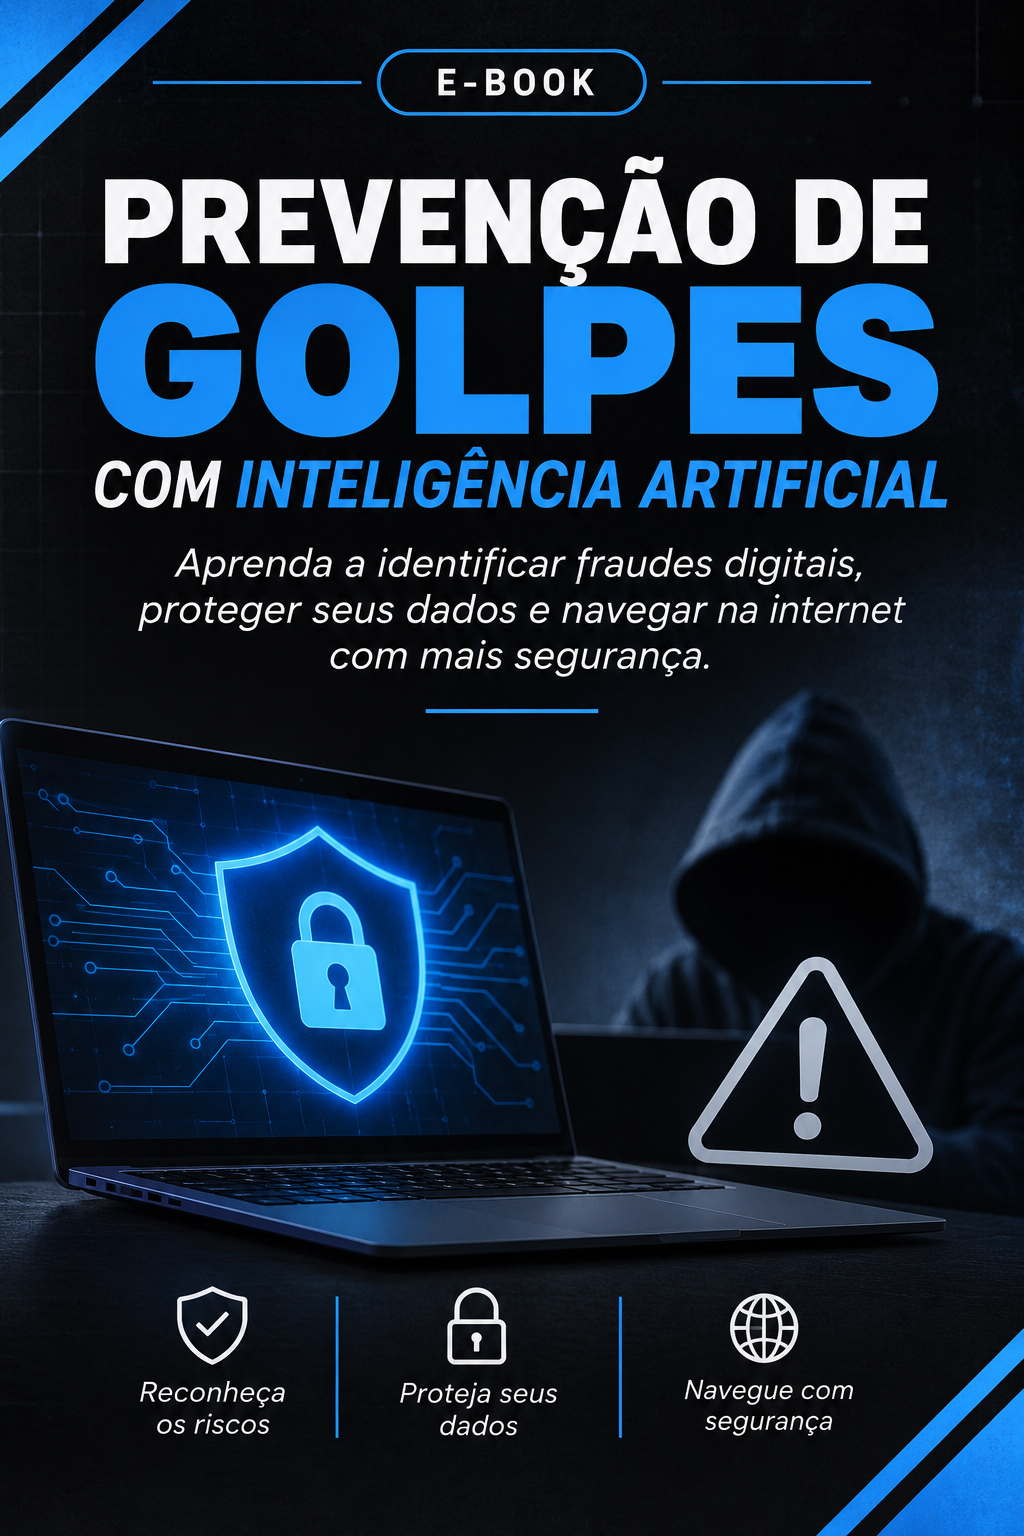 E-BOOK
PREVENÇÃO DE
GOLPES
COM INTELIGÊNCIA ARTIFICIAL
Aprenda a identificar fraudes digitais,
proteger seus dados e navegar na internet
com mais segurança.
Reconheça
os riscos
Proteja seus
dados
Navegue com
segurança